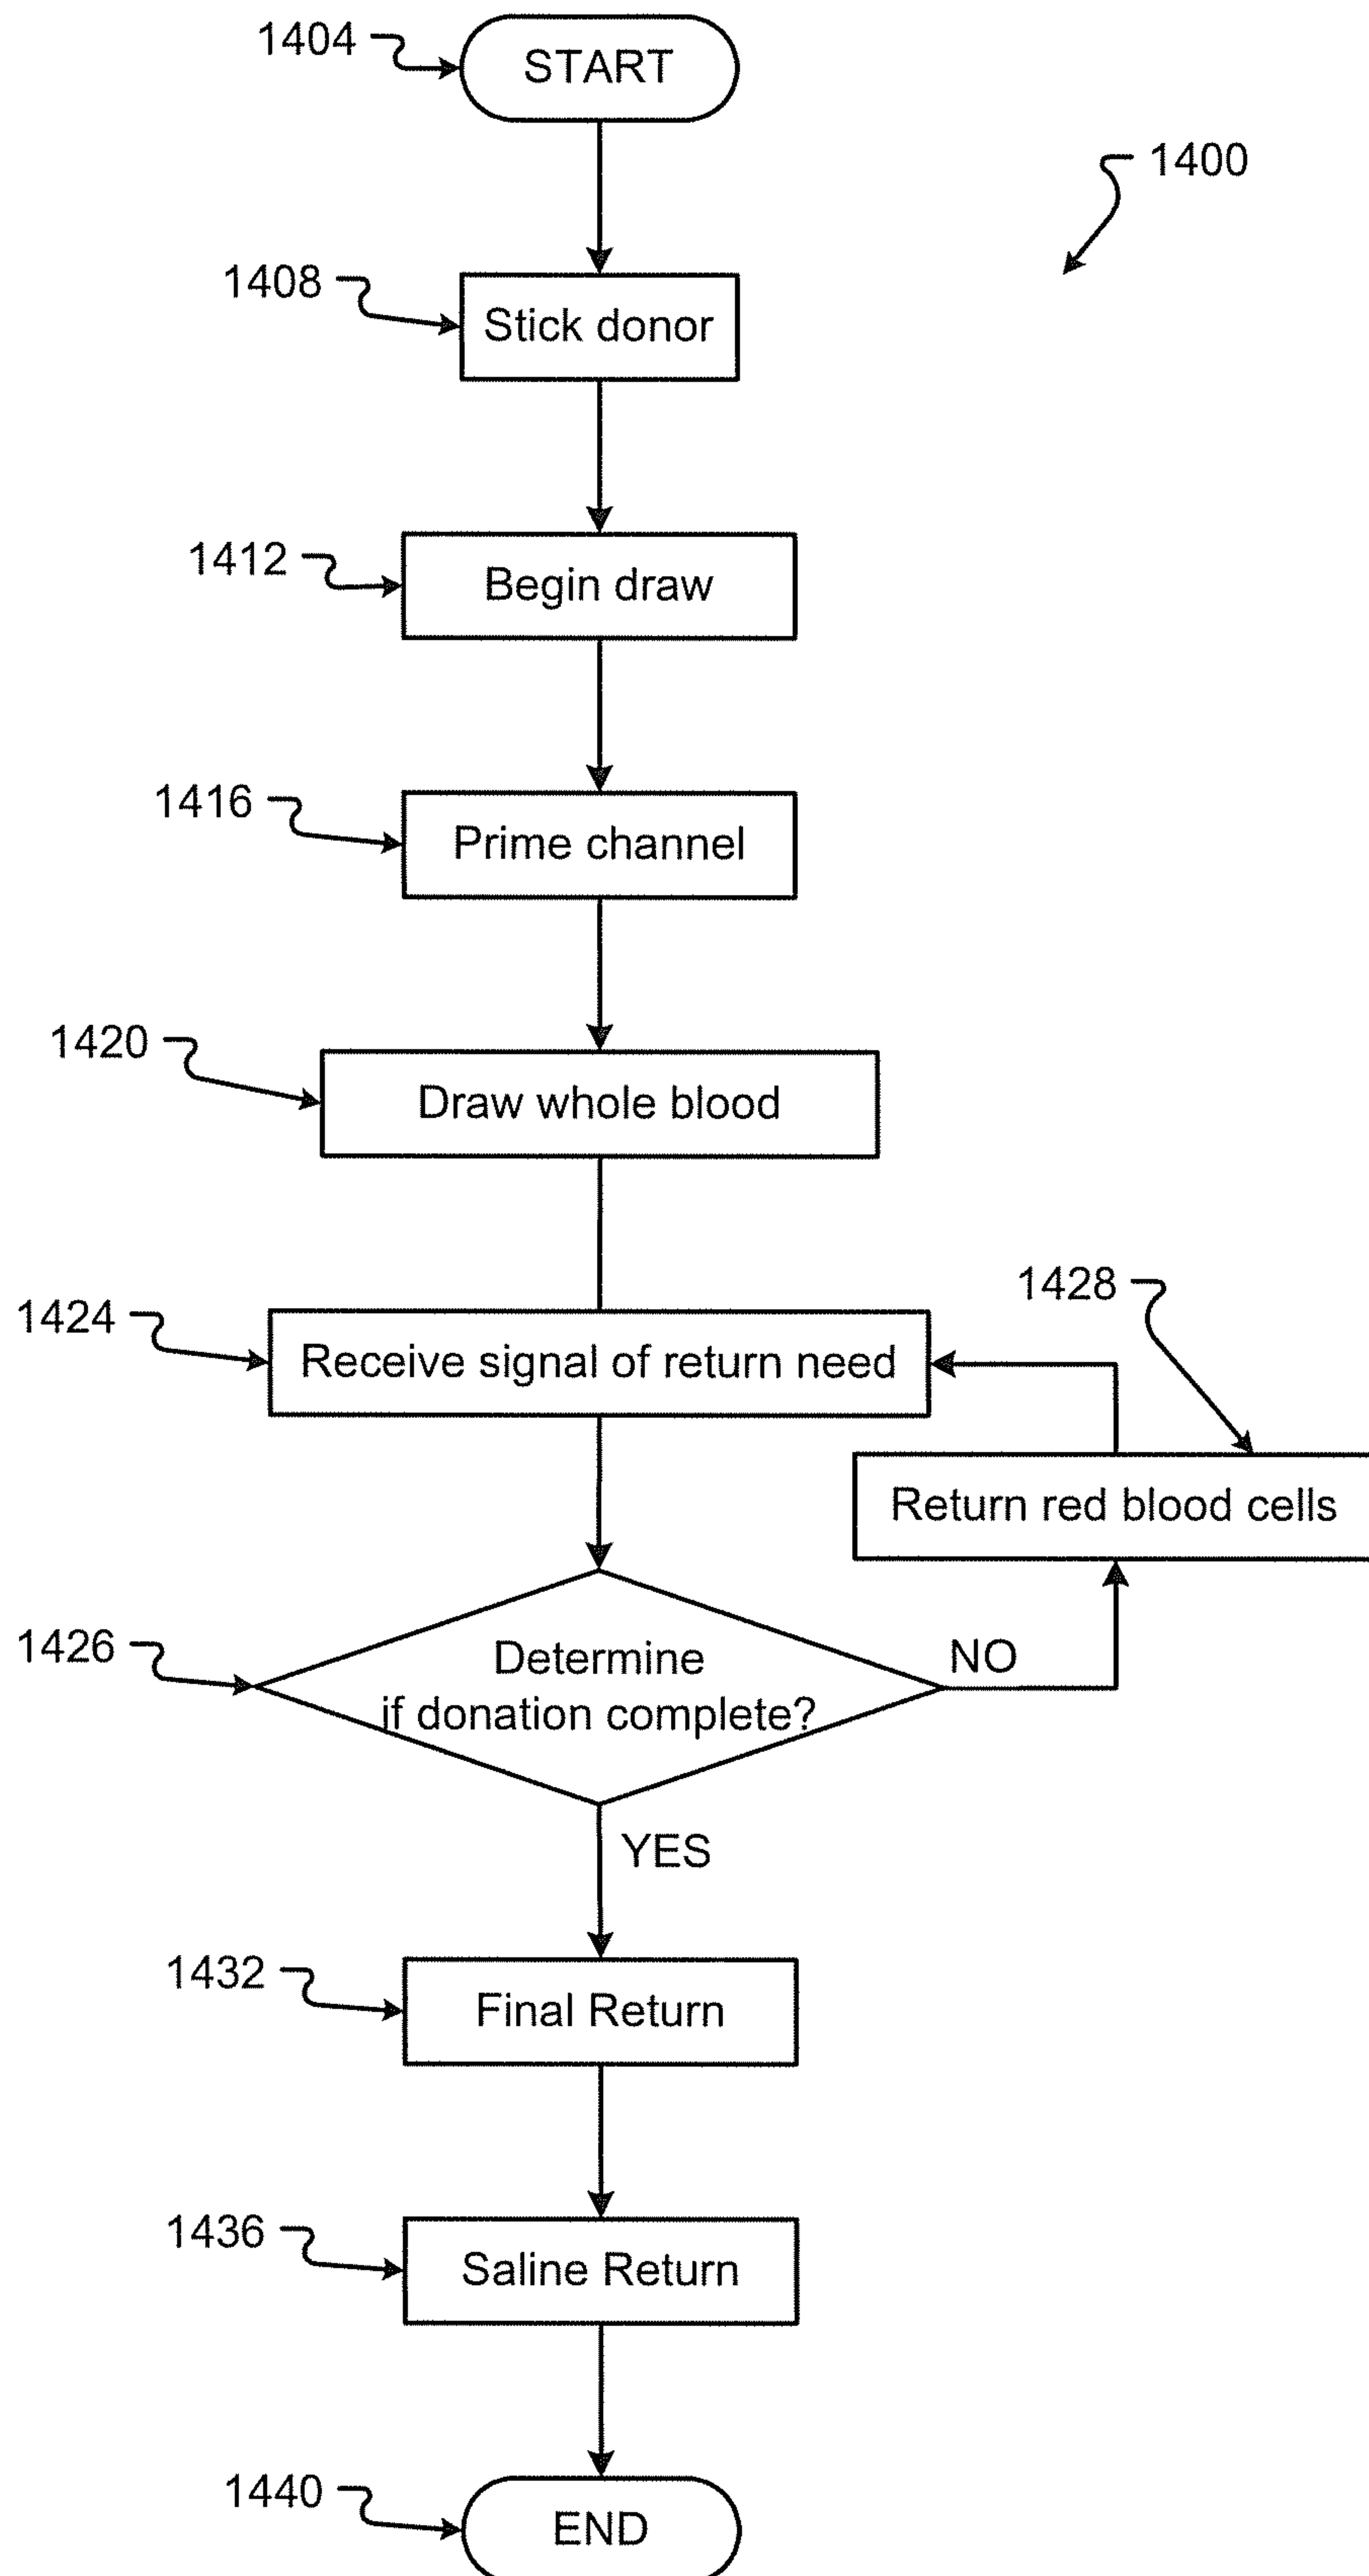 1404
START
1400
1408
Stick donor
1412
Begin draw
1416
Prime channel
1420
Draw whole blood
1424
Receive signal of return need
1428
Return red blood cells
1426
Determine
if donation complete?
NO
YES
1432
Final Return
1436
Saline Return
1440
END